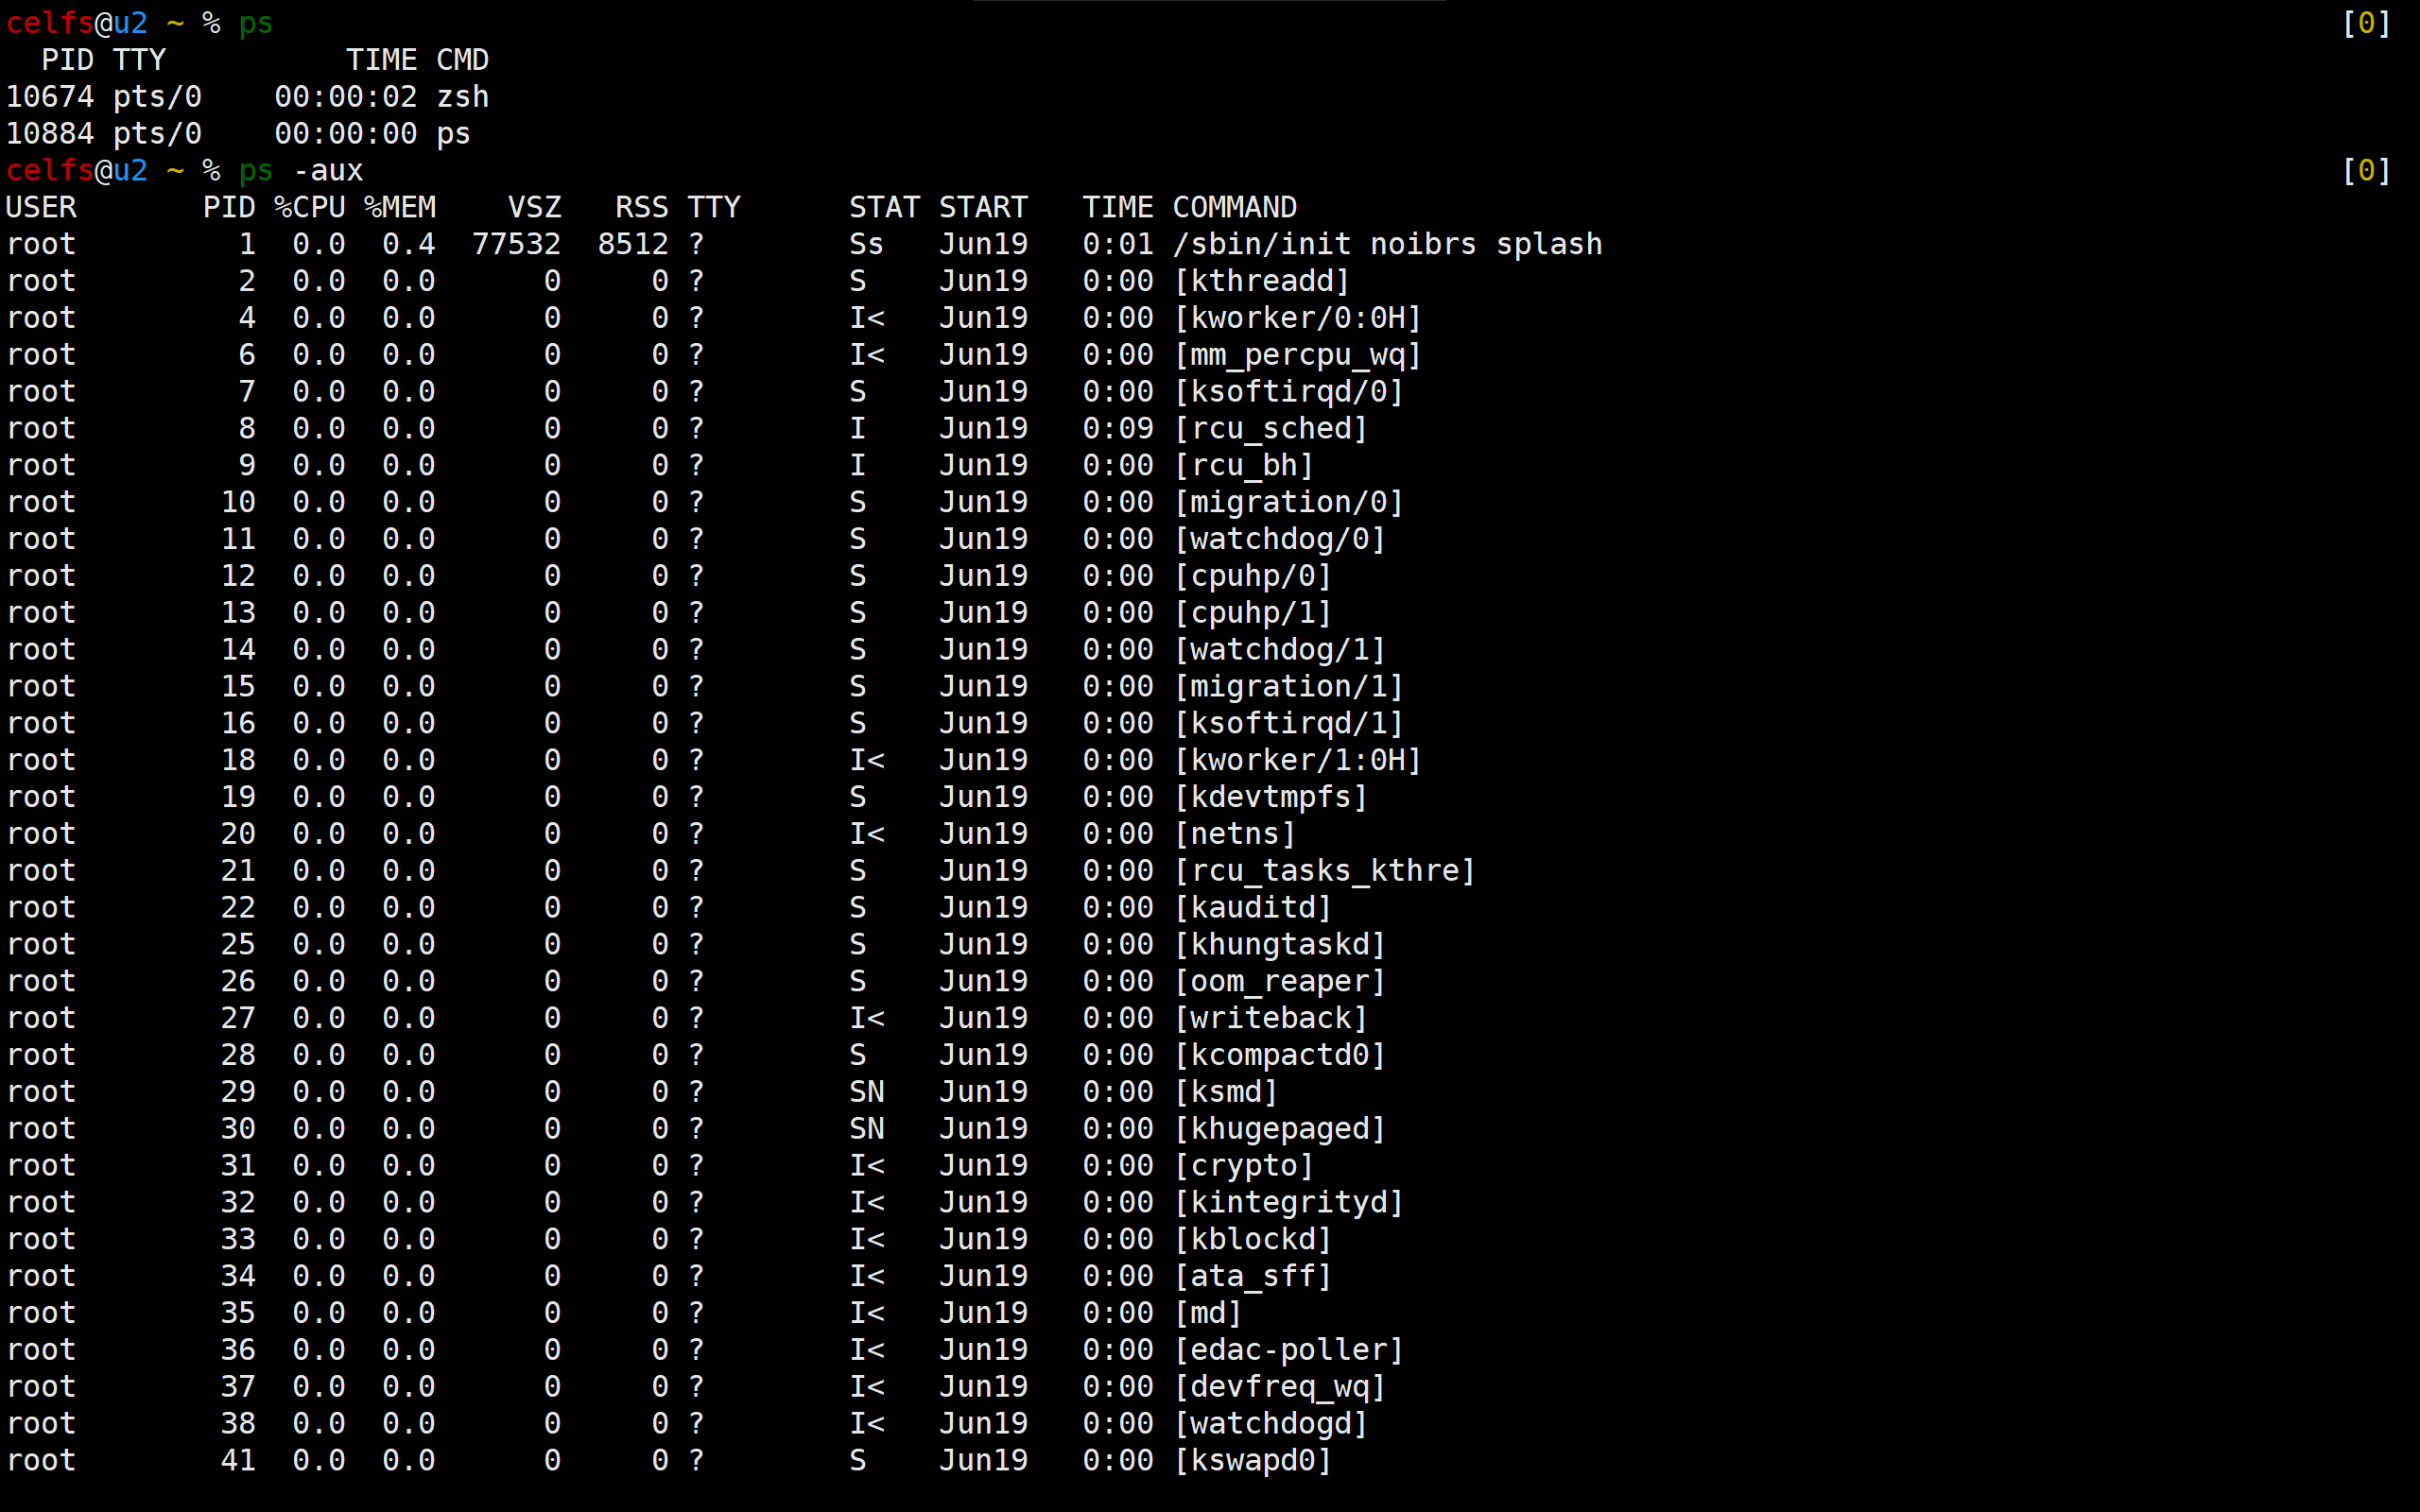 celfs@u2 ~ % ps [0]
  PID TTY          TIME CMD
10674 pts/0    00:00:02 zsh
10884 pts/0    00:00:00 ps
celfs@u2 ~ % ps -aux [0]
USER       PID %CPU %MEM    VSZ   RSS TTY      STAT START   TIME COMMAND
root         1  0.0  0.4  77532  8512 ?        Ss   Jun19   0:01 /sbin/init noibrs splash
root         2  0.0  0.0      0     0 ?        S    Jun19   0:00 [kthreadd]
root         4  0.0  0.0      0     0 ?        I<   Jun19   0:00 [kworker/0:0H]
root         6  0.0  0.0      0     0 ?        I<   Jun19   0:00 [mm_percpu_wq]
root         7  0.0  0.0      0     0 ?        S    Jun19   0:00 [ksoftirqd/0]
root         8  0.0  0.0      0     0 ?        I    Jun19   0:09 [rcu_sched]
root         9  0.0  0.0      0     0 ?        I    Jun19   0:00 [rcu_bh]
root        10  0.0  0.0      0     0 ?        S    Jun19   0:00 [migration/0]
root        11  0.0  0.0      0     0 ?        S    Jun19   0:00 [watchdog/0]
root        12  0.0  0.0      0     0 ?        S    Jun19   0:00 [cpuhp/0]
root        13  0.0  0.0      0     0 ?        S    Jun19   0:00 [cpuhp/1]
root        14  0.0  0.0      0     0 ?        S    Jun19   0:00 [watchdog/1]
root        15  0.0  0.0      0     0 ?        S    Jun19   0:00 [migration/1]
root        16  0.0  0.0      0     0 ?        S    Jun19   0:00 [ksoftirqd/1]
root        18  0.0  0.0      0     0 ?        I<   Jun19   0:00 [kworker/1:0H]
root        19  0.0  0.0      0     0 ?        S    Jun19   0:00 [kdevtmpfs]
root        20  0.0  0.0      0     0 ?        I<   Jun19   0:00 [netns]
root        21  0.0  0.0      0     0 ?        S    Jun19   0:00 [rcu_tasks_kthre]
root        22  0.0  0.0      0     0 ?        S    Jun19   0:00 [kauditd]
root        25  0.0  0.0      0     0 ?        S    Jun19   0:00 [khungtaskd]
root        26  0.0  0.0      0     0 ?        S    Jun19   0:00 [oom_reaper]
root        27  0.0  0.0      0     0 ?        I<   Jun19   0:00 [writeback]
root        28  0.0  0.0      0     0 ?        S    Jun19   0:00 [kcompactd0]
root        29  0.0  0.0      0     0 ?        SN   Jun19   0:00 [ksmd]
root        30  0.0  0.0      0     0 ?        SN   Jun19   0:00 [khugepaged]
root        31  0.0  0.0      0     0 ?        I<   Jun19   0:00 [crypto]
root        32  0.0  0.0      0     0 ?        I<   Jun19   0:00 [kintegrityd]
root        33  0.0  0.0      0     0 ?        I<   Jun19   0:00 [kblockd]
root        34  0.0  0.0      0     0 ?        I<   Jun19   0:00 [ata_sff]
root        35  0.0  0.0      0     0 ?        I<   Jun19   0:00 [md]
root        36  0.0  0.0      0     0 ?        I<   Jun19   0:00 [edac-poller]
root        37  0.0  0.0      0     0 ?        I<   Jun19   0:00 [devfreq_wq]
root        38  0.0  0.0      0     0 ?        I<   Jun19   0:00 [watchdogd]
root        41  0.0  0.0      0     0 ?        S    Jun19   0:00 [kswapd0]